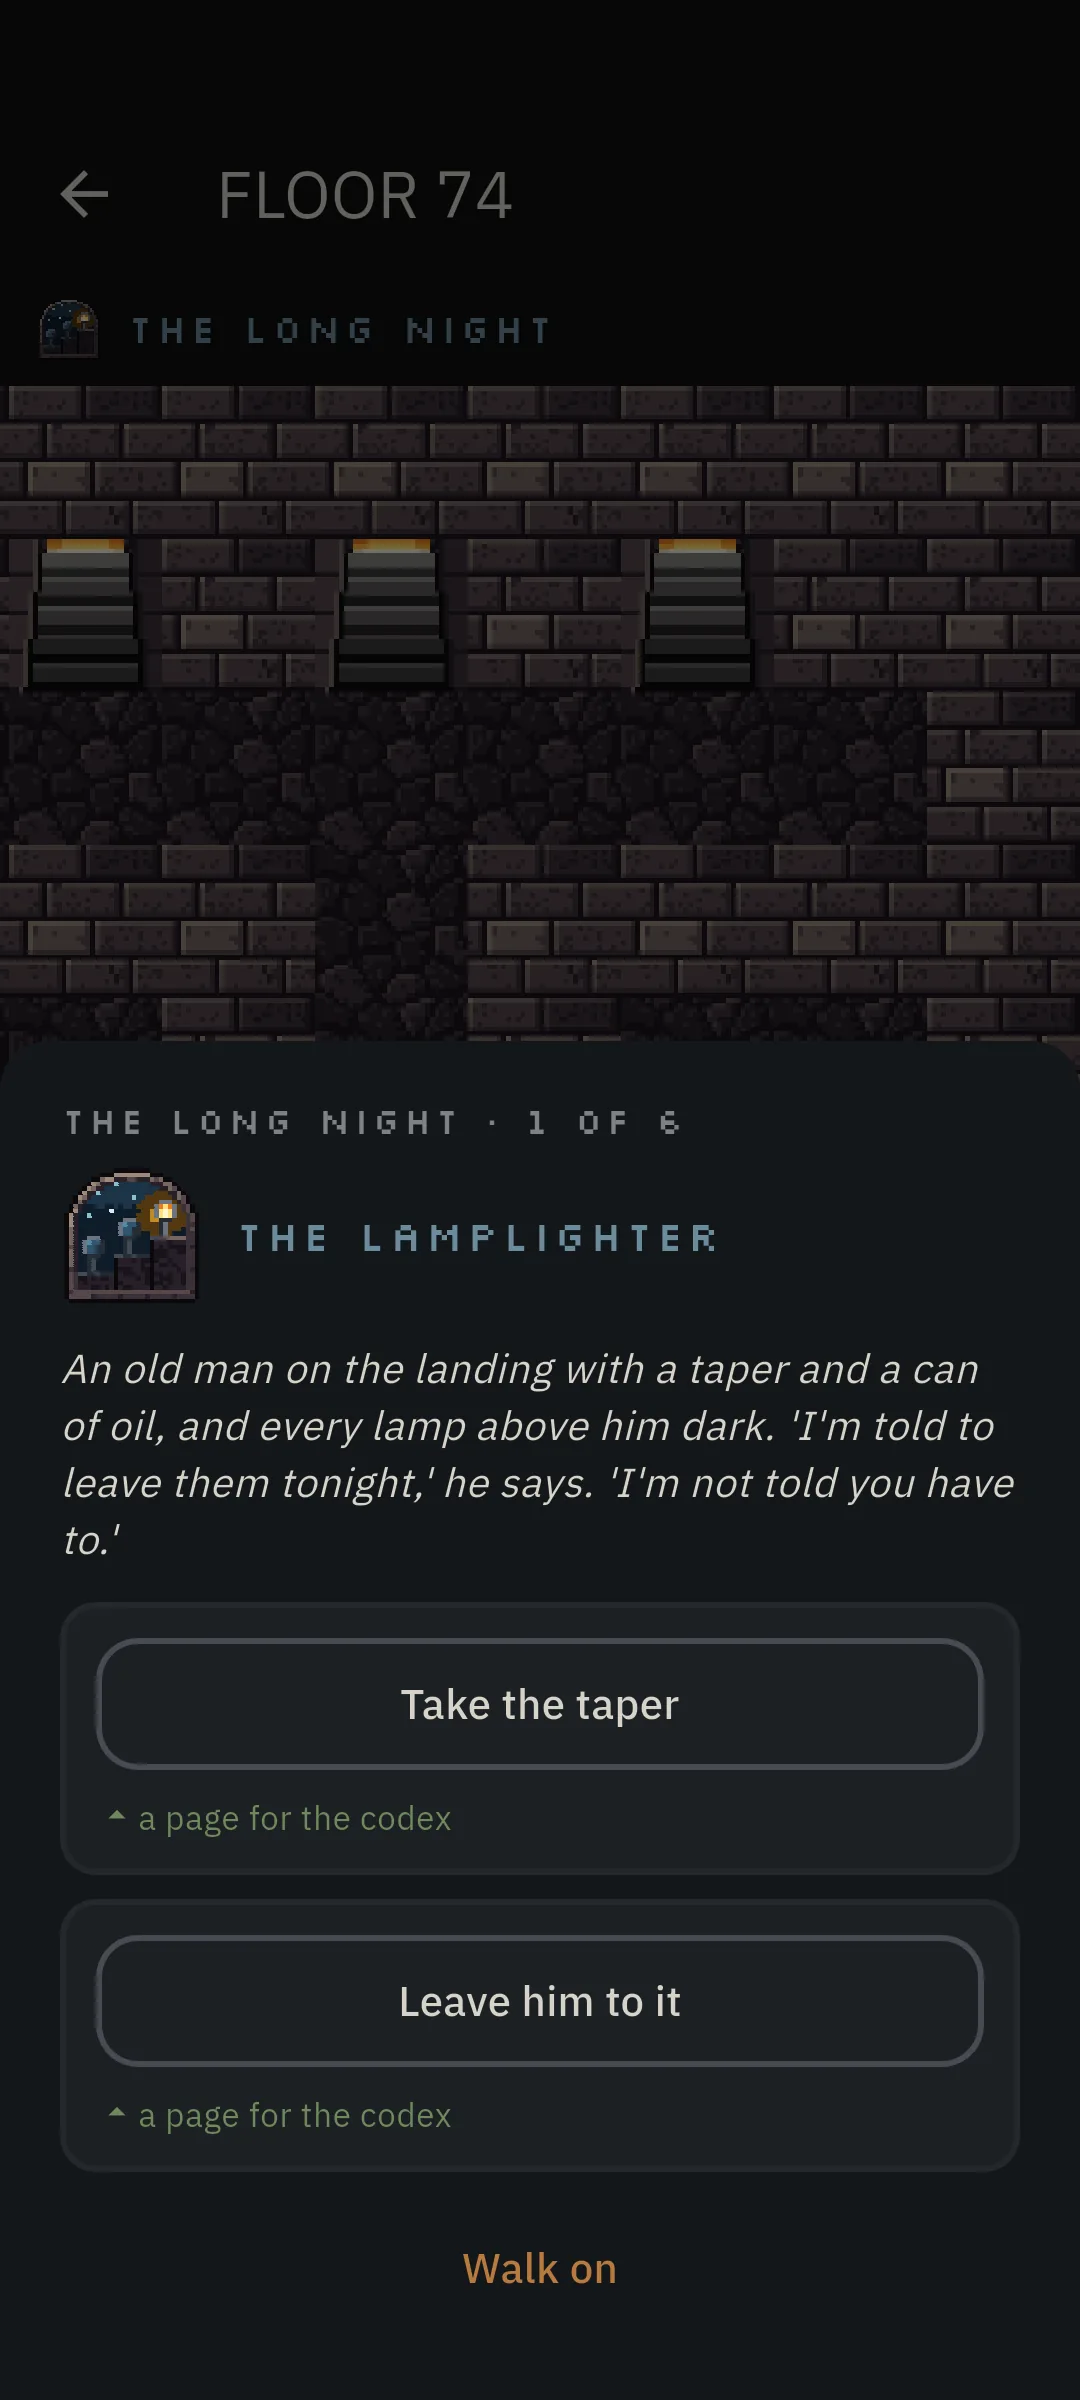 FLOOR 74
THE LONG NIGHT
THE LONG NIGHT · 1 OF 6
THE LAMPLIGHTER
An old man on the landing with a taper and a can
of oil, and every lamp above him dark. 'I'm told to
leave them tonight,' he says. 'I'm not told you have
to.'
Take the taper
a page for the codex
Leave him to it
a page for the codex
Walk on